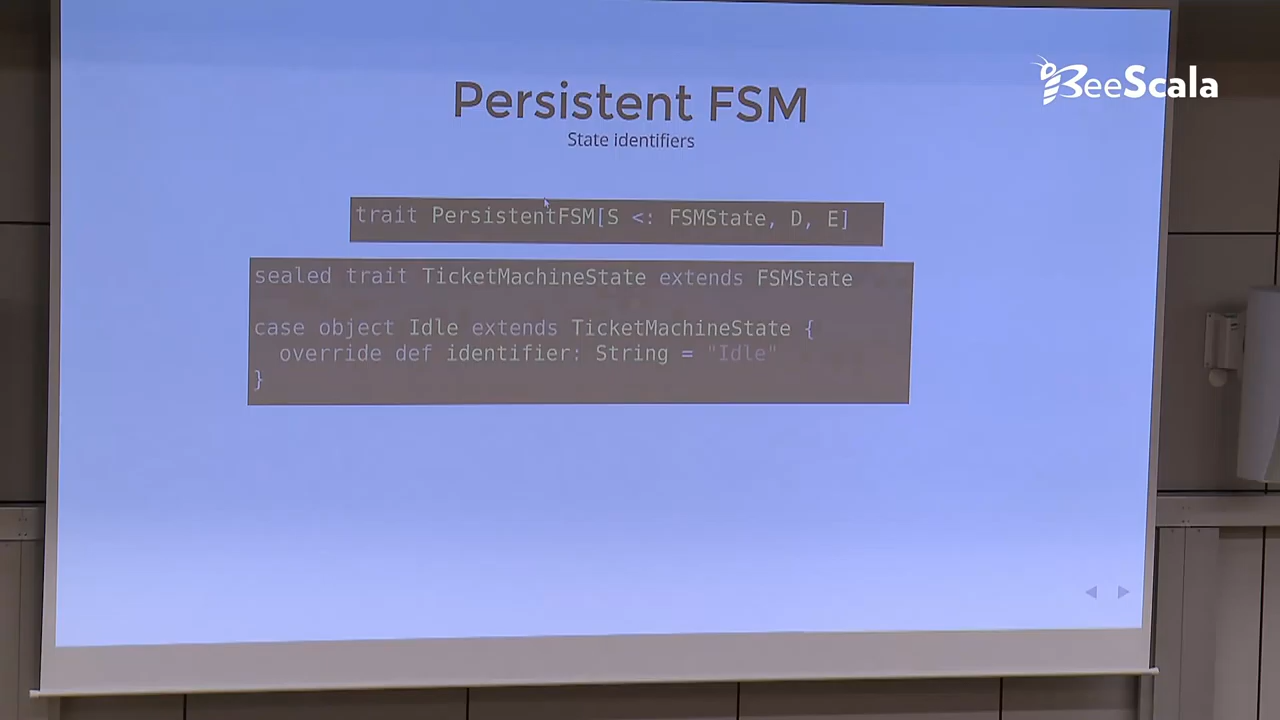 BeeScala
Persistent FSM
State identifiers
trait PersistentFSM[S <: FSMState, D, E]
sealed trait TicketMachineState extends FSMState
case object Idle extends TicketMachineState {
  override def identifier: String = "Idle"
}